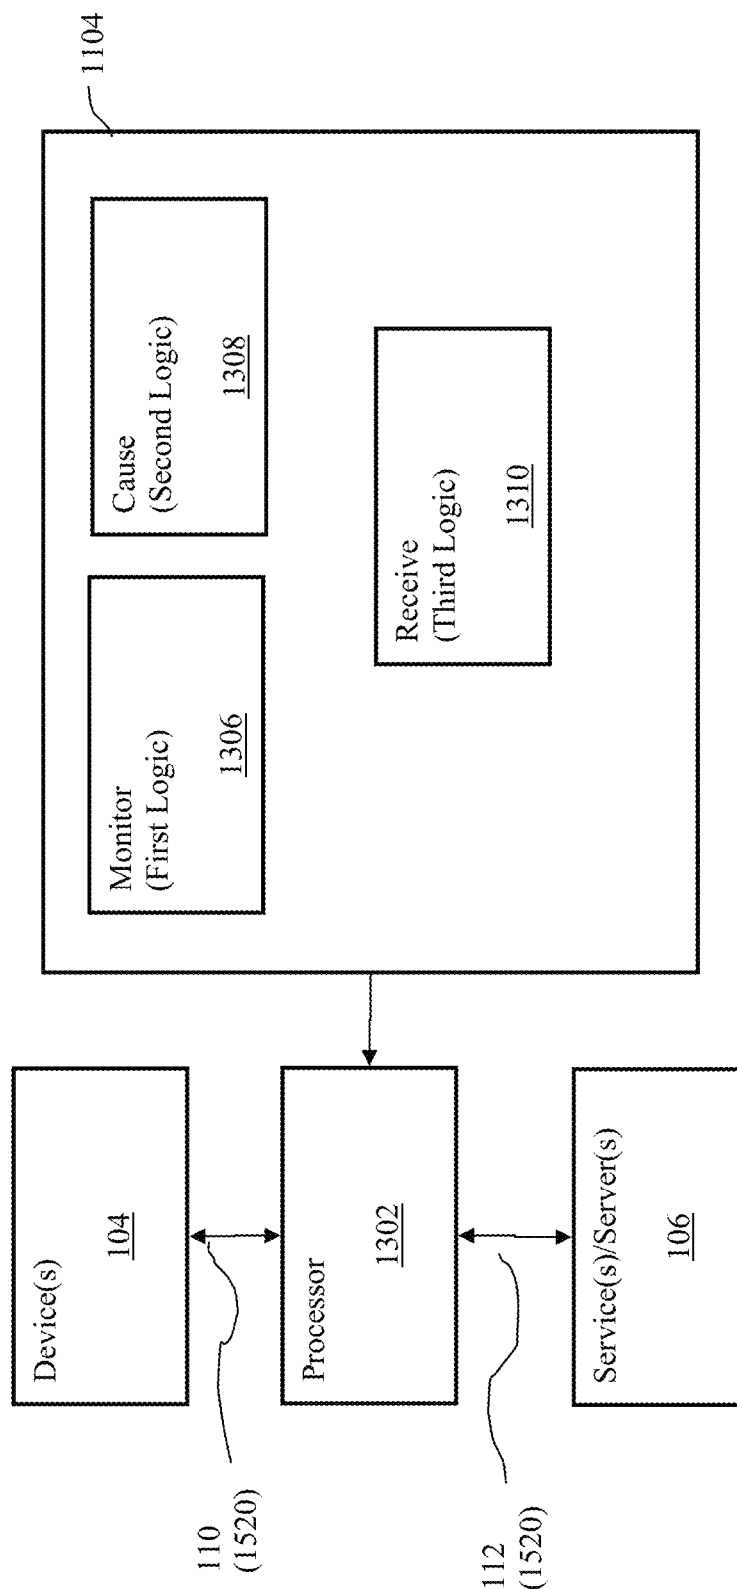 Device(s)
104
110
(1520)
Processor
1302
112
(1520)
Service(s)/Server(s)
106
1104
Monitor
(First Logic)
1306
Cause
(Second Logic)
1308
Receive
(Third Logic)
1310